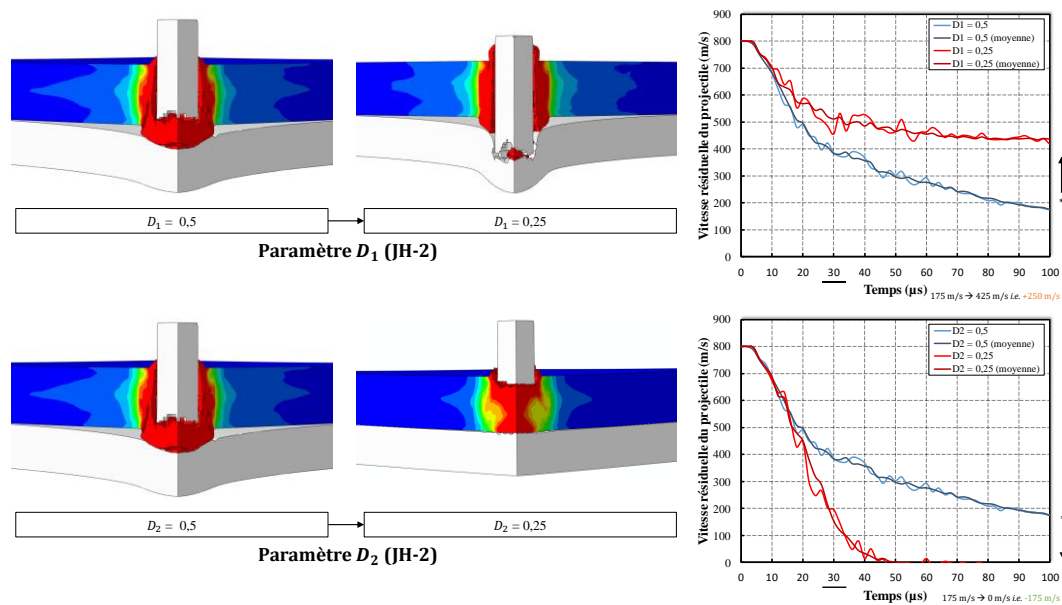 D₁ = 0,5
D₁ = 0,25
Paramètre D₁ (JH-2)
Vitesse résiduelle du projectile (m/s)
900
800
700
600
500
400
300
200
100
0
D1 = 0,5
D1 = 0,5 (moyenne)
D1 = 0,25
D1 = 0,25 (moyenne)
0 10 20 30 40 50 60 70 80 90 100
Temps (µs)
175 m/s → 425 m/s i.e. +250 m/s
D₂ = 0,5
D₂ = 0,25
Paramètre D₂ (JH-2)
Vitesse résiduelle du projectile (m/s)
900
800
700
600
500
400
300
200
100
0
D2 = 0,5
D2 = 0,5 (moyenne)
D2 = 0,25
D2 = 0,25 (moyenne)
0 10 20 30 40 50 60 70 80 90 100
Temps (µs)
175 m/s → 0 m/s i.e. -175 m/s